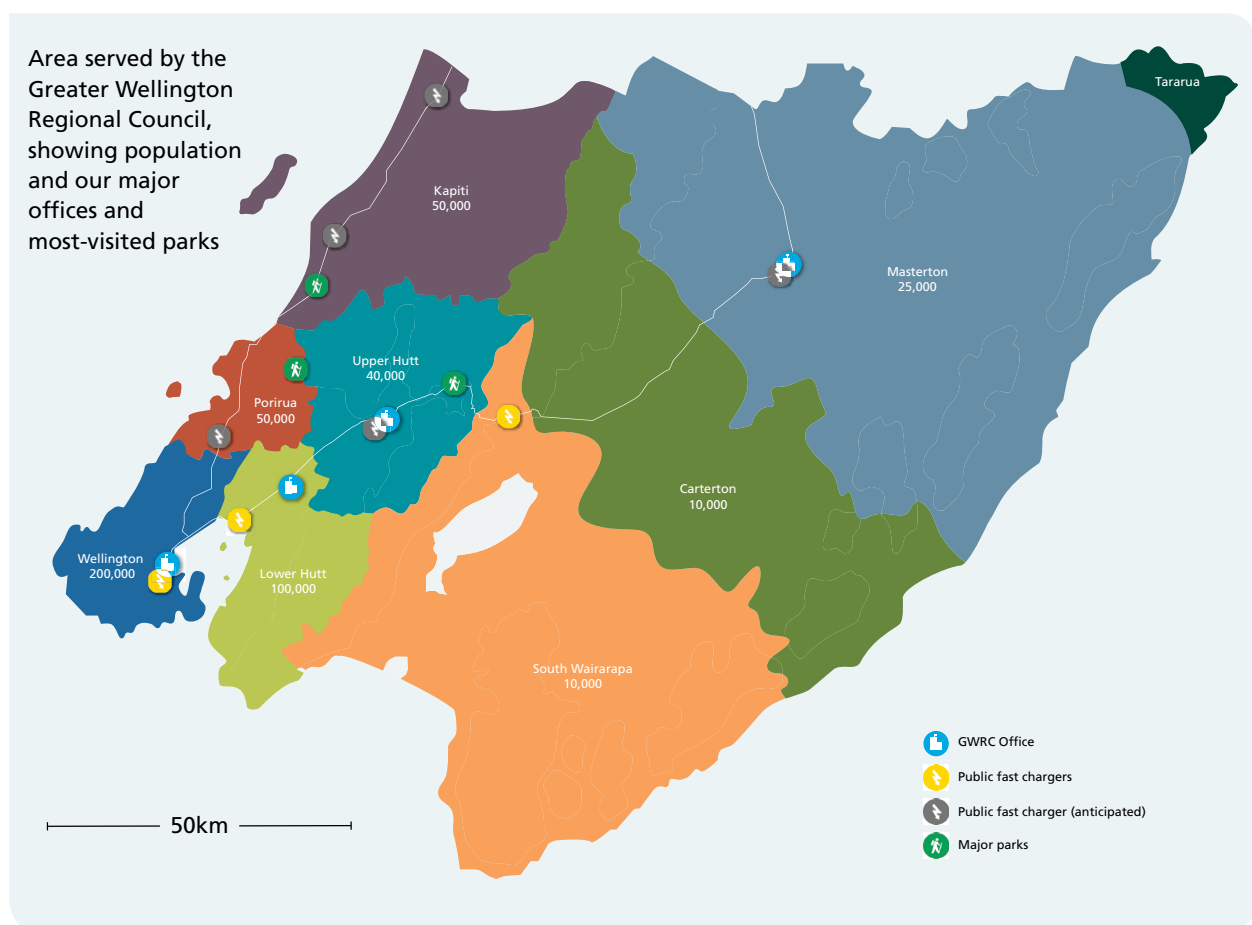 Area served by the
Greater Wellington
Regional Council,
showing population
and our major
offices and
most-visited parks
Tararua
Kapiti
50,000
Masterton
25,000
Upper Hutt
40,000
Porirua
50,000
Carterton
10,000
Wellington
200,000
Lower Hutt
100,000
South Wairarapa
10,000
GWRC Office
Public fast chargers
Public fast charger (anticipated)
Major parks
50km